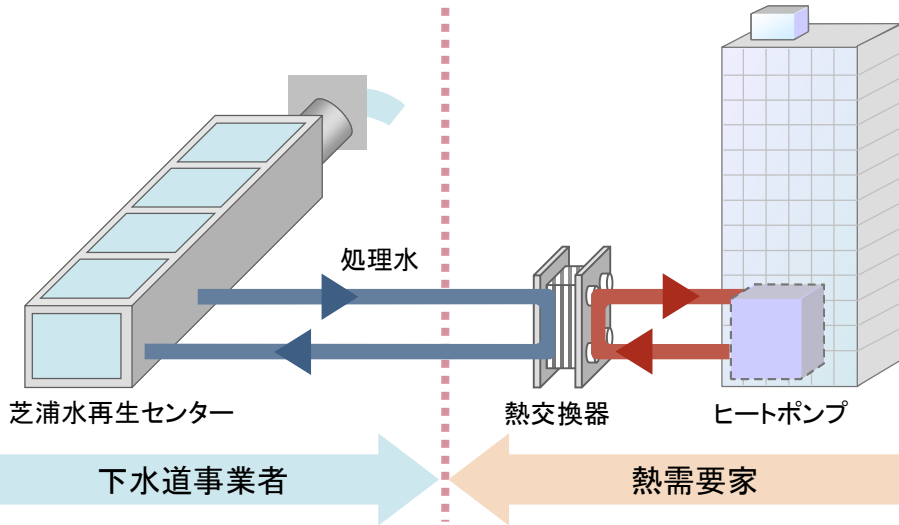 処理水
芝浦水再生センター
熱交換器
ヒートポンプ
下水道事業者
熱需要家